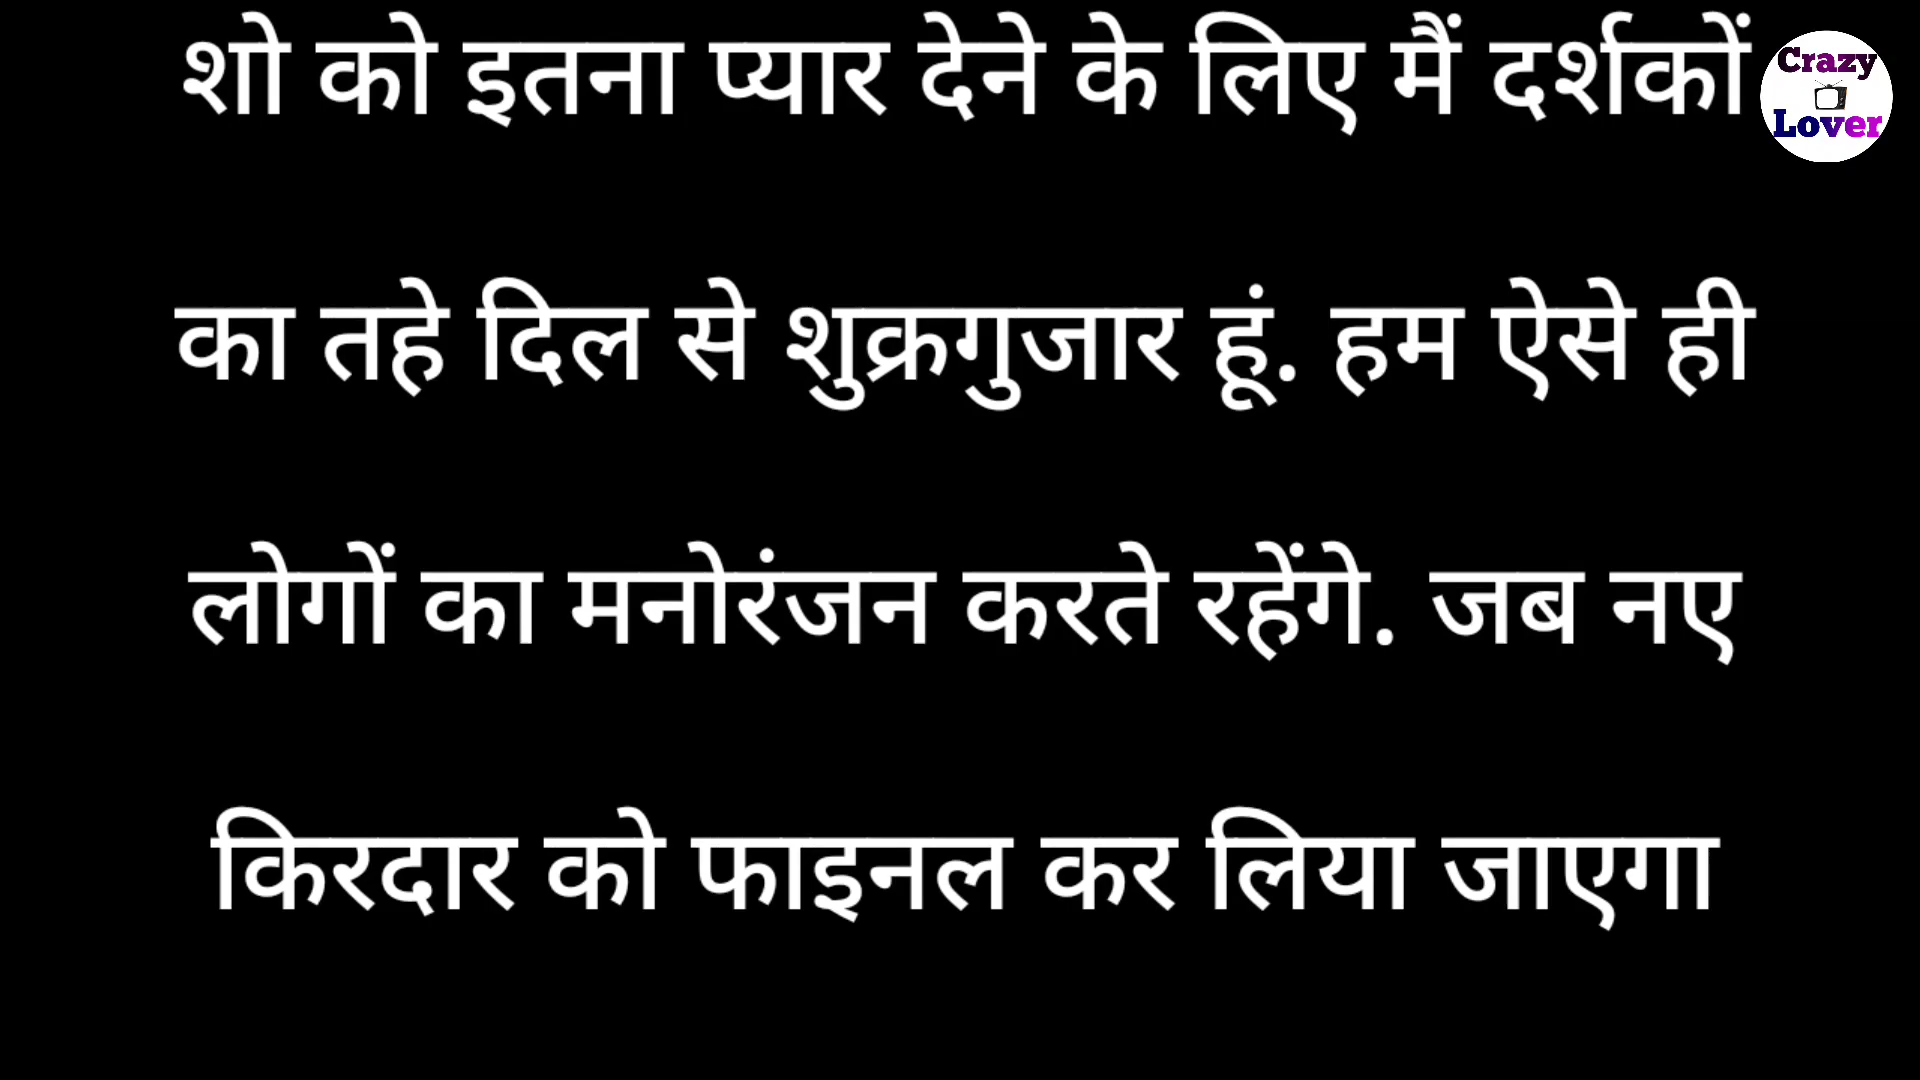 शो को इतना प्यार देने के लिए मैं दर्शकों
का तहे दिल से शुक्रगुजार हूं. हम ऐसे ही
लोगों का मनोरंजन करते रहेंगे. जब नए
किरदार को फाइनल कर लिया जाएगा
Crazy
Lover